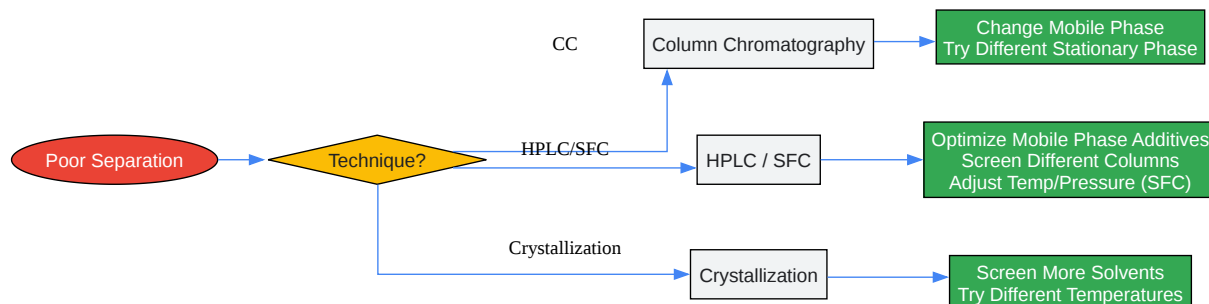 CC
Column Chromatography
Change Mobile Phase
Try Different Stationary Phase
Poor Separation
Technique?
HPLC/SFC
HPLC / SFC
Optimize Mobile Phase Additives
Screen Different Columns
Adjust Temp/Pressure (SFC)
Crystallization
Crystallization
Screen More Solvents
Try Different Temperatures